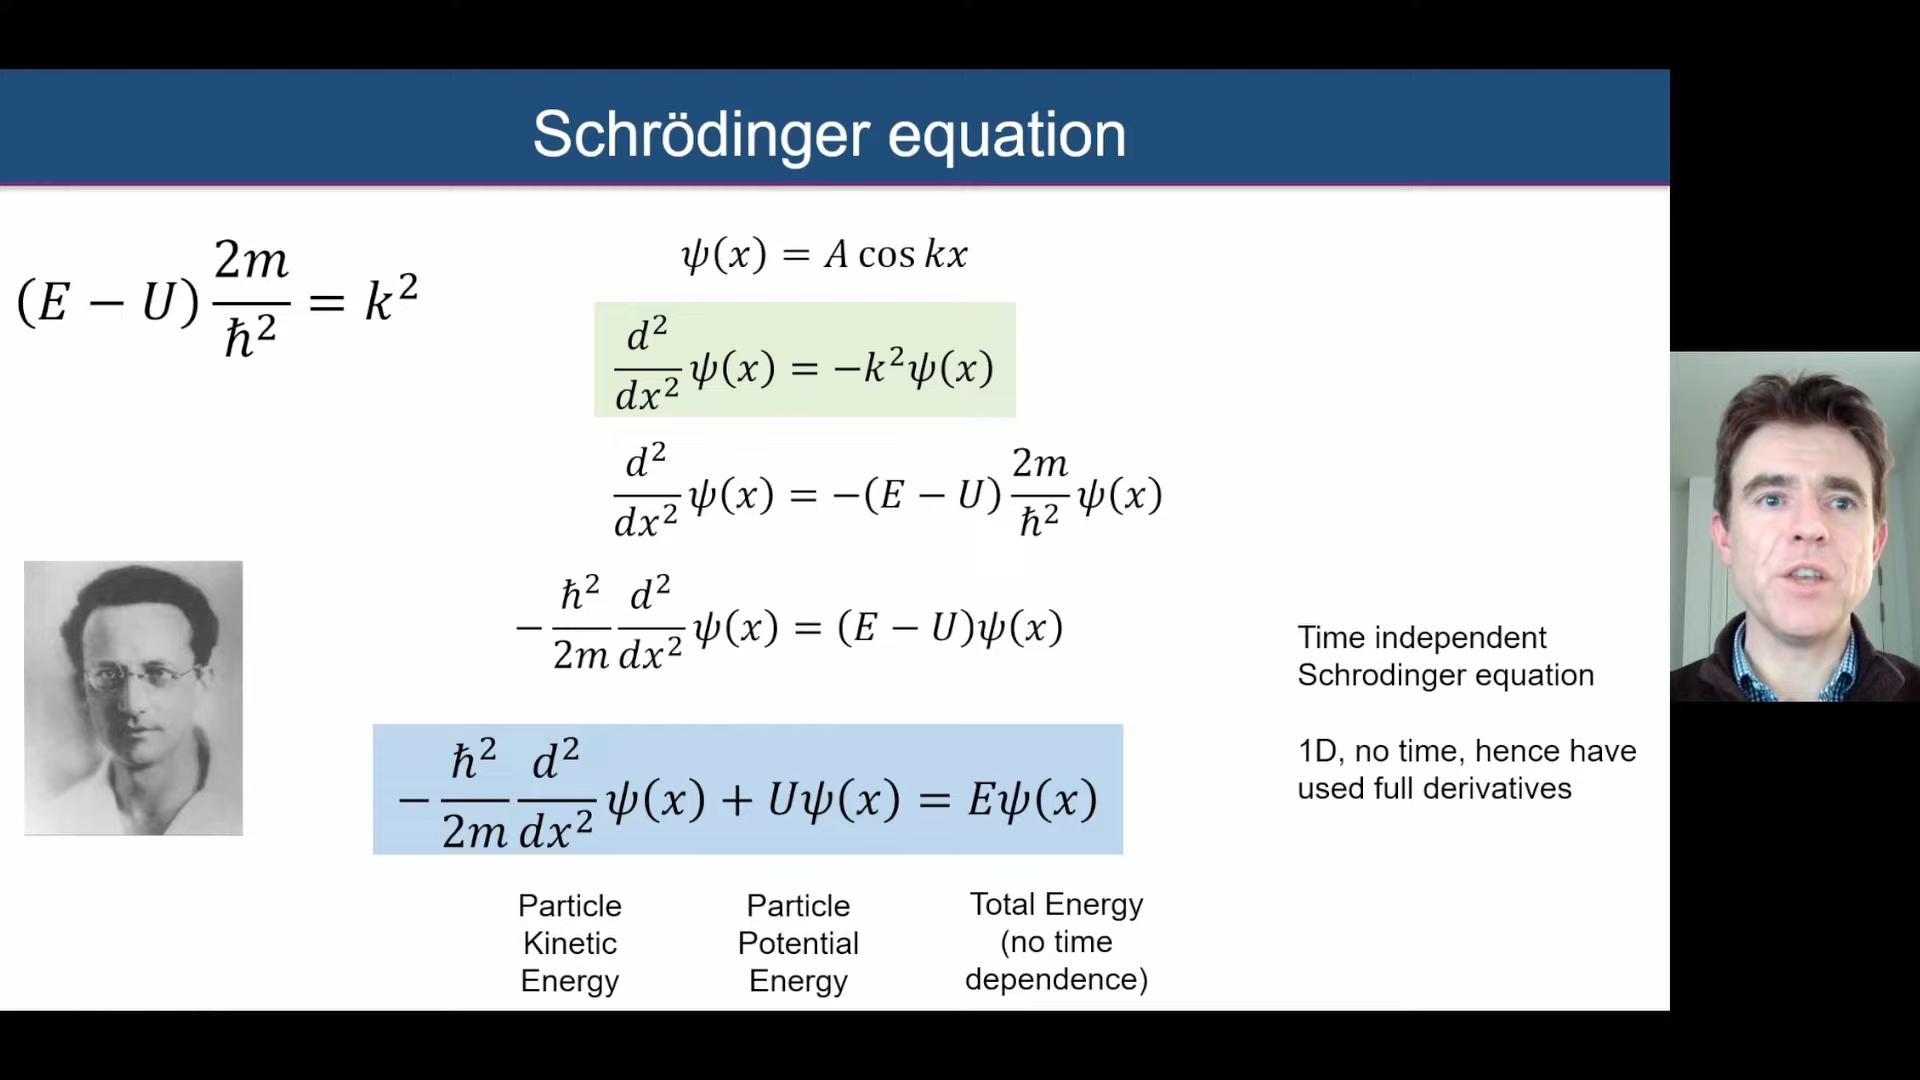 Schrödinger equation
(E − U) 2m/ħ² = k²
ψ(x) = A cos kx
d²/dx² ψ(x) = −k²ψ(x)
d²/dx² ψ(x) = −(E − U) 2m/ħ² ψ(x)
− ħ²/2m d²/dx² ψ(x) = (E − U)ψ(x)
Time independent
Schrodinger equation
1D, no time, hence have
used full derivatives
− ħ²/2m d²/dx² ψ(x) + Uψ(x) = Eψ(x)
Particle
Kinetic
Energy
Particle
Potential
Energy
Total Energy
(no time
dependence)